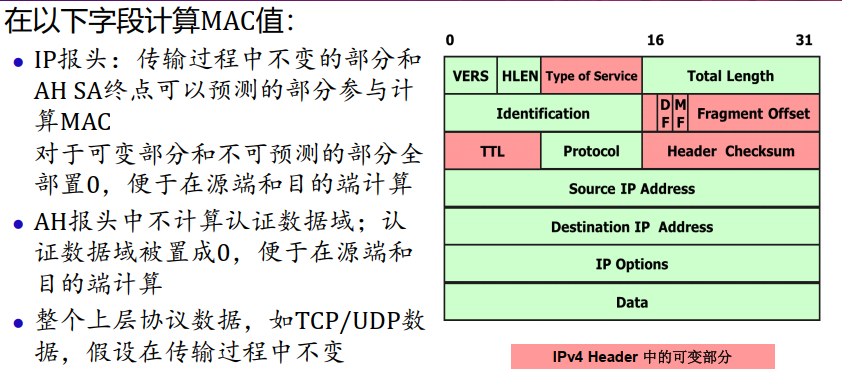 在以下字段计算MAC值：
• IP报头：传输过程中不变的部分和
AH SA终点可以预测的部分参与计
算MAC
对于可变部分和不可预测的部分全
部置0，便于在源端和目的端计算
• AH报头中不计算认证数据域；认
证数据域被置成0，便于在源端和
目的端计算
• 整个上层协议数据，如TCP/UDP数
据，假设在传输过程中不变
0 16 31
VERS HLEN Type of Service Total Length
Identification DF MF Fragment Offset
TTL Protocol Header Checksum
Source IP Address
Destination IP Address
IP Options
Data
IPv4 Header 中的可变部分